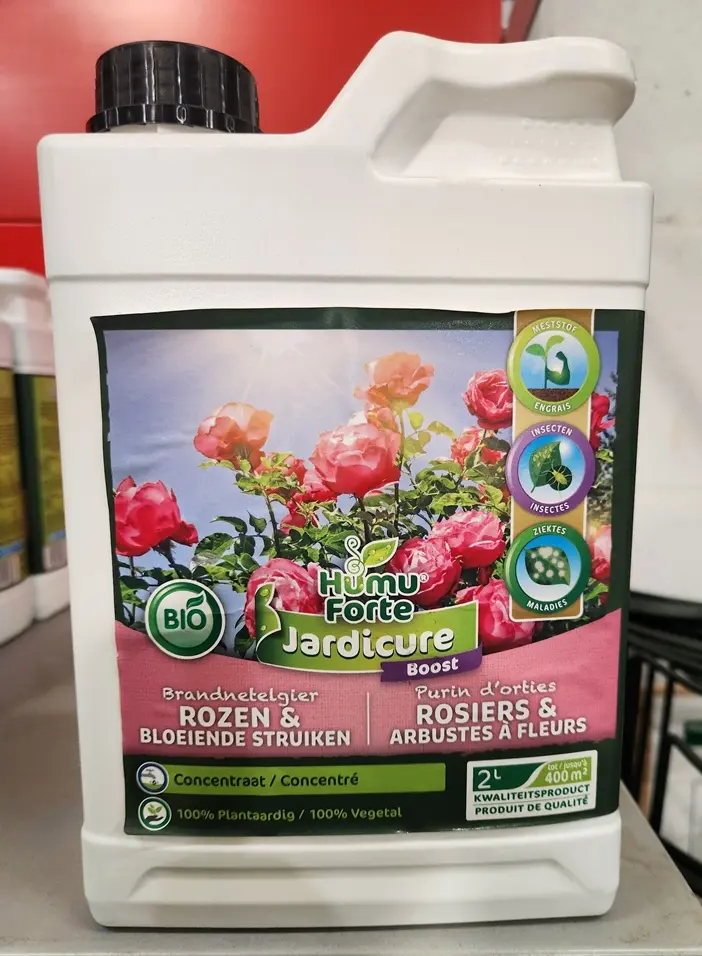 MESTSTOF
ENGRAIS
INSECTEN
INSECTES
ZIEKTES
MALADIES
BIO
Humu®
Forte
Jardicure
Boost
Brandnetelgier
ROZEN &
BLOEIENDE STRUIKEN
Purin d'orties
ROSIERS &
ARBUSTES À FLEURS
Concentraat / Concentré
100% Plantaardig / 100% Vegetal
2L
tot / jusqu'à
400 m²
KWALITEITSPRODUCT
PRODUIT DE QUALITÉ